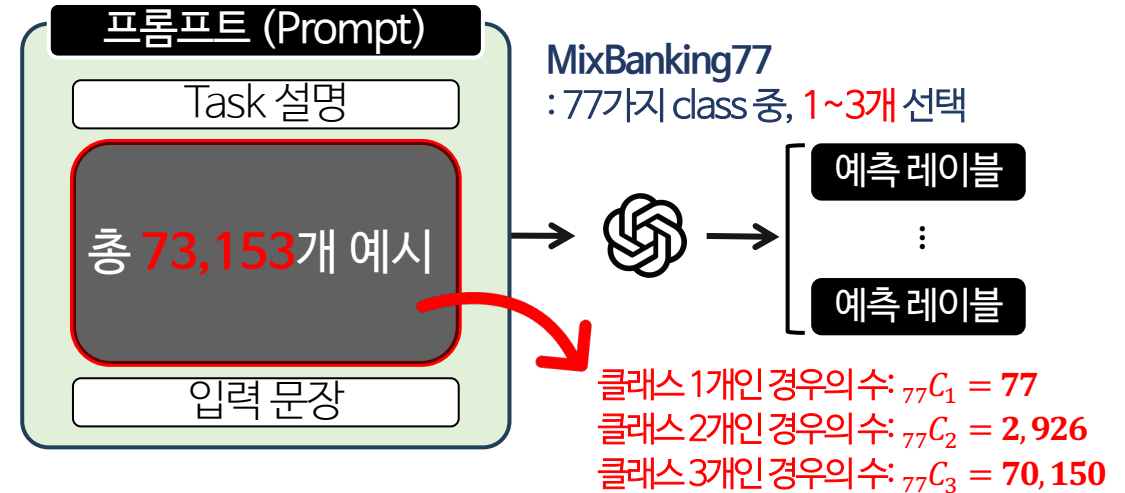 프롬프트 (Prompt)
Task 설명
총 73,153개 예시
입력 문장
MixBanking77
: 77가지 class 중, 1~3개 선택
예측 레이블
⋮
예측 레이블
클래스 1개인 경우의 수: ₇₇C₁ = 77
클래스 2개인 경우의 수: ₇₇C₂ = 2,926
클래스 3개인 경우의 수: ₇₇C₃ = 70,150